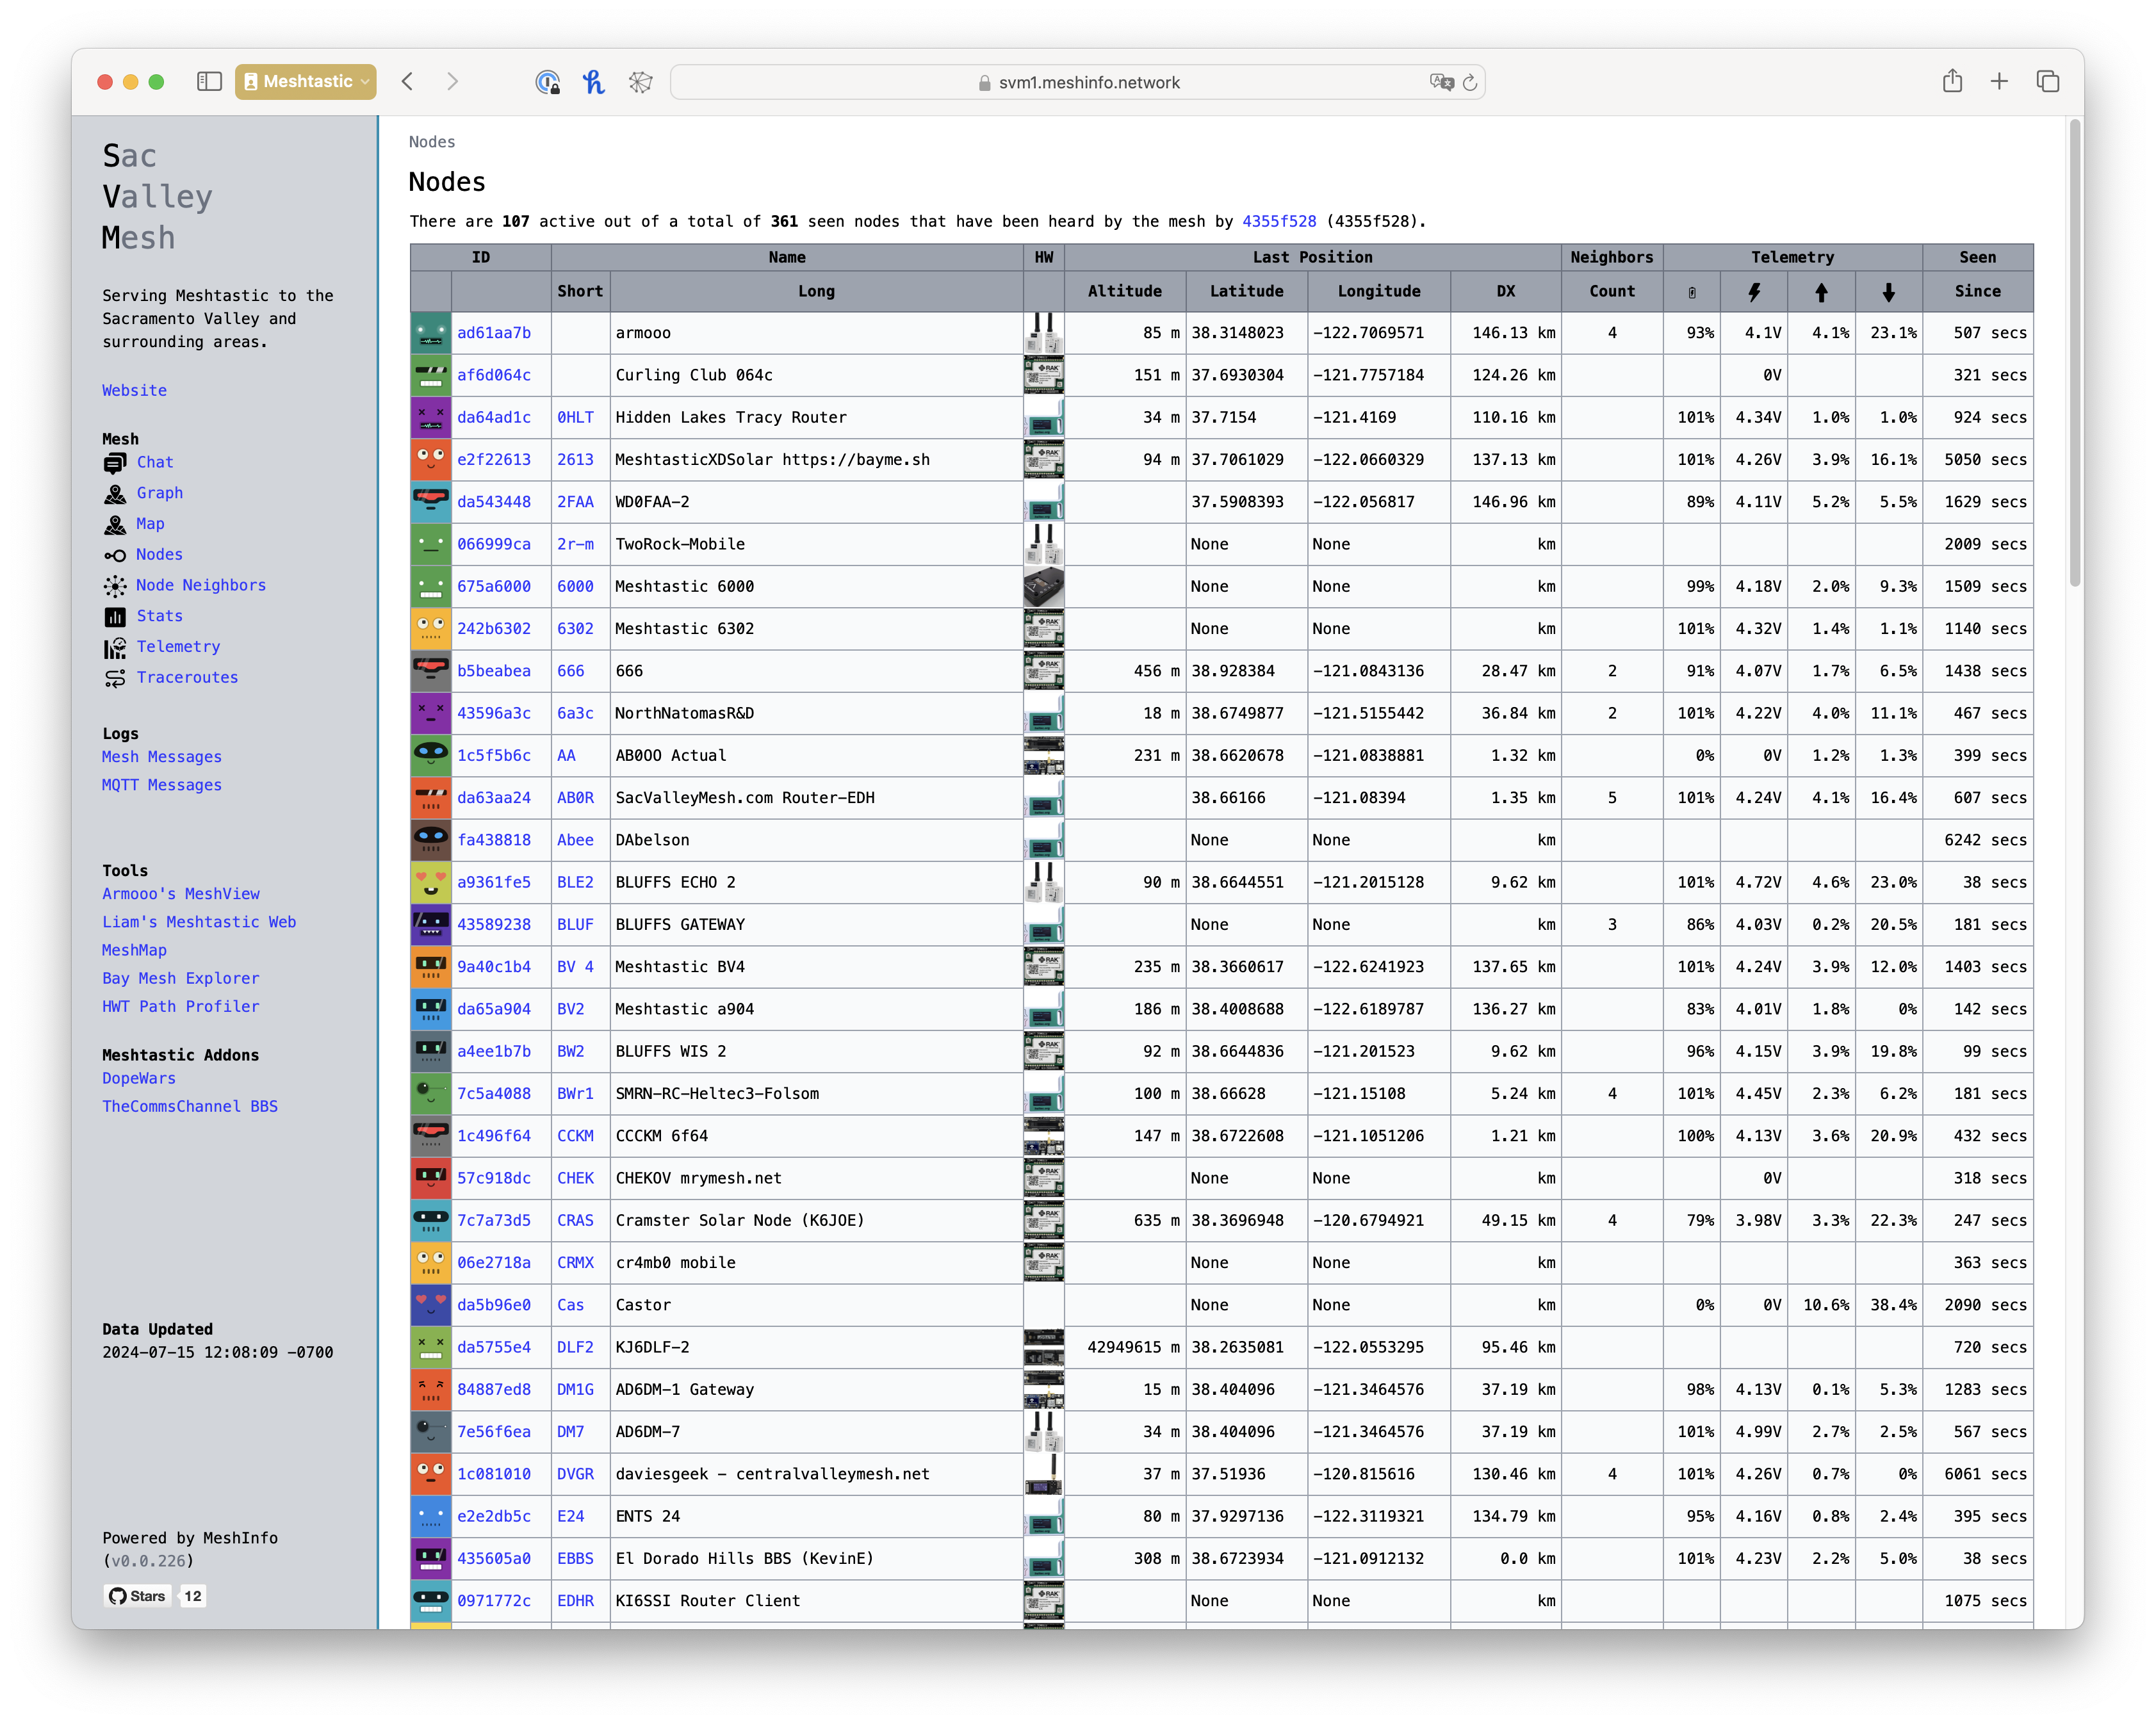 Meshtastic
svm1.meshinfo.network
Sac
Valley
Mesh
Serving Meshtastic to the
Sacramento Valley and
surrounding areas.
Website
Mesh
Chat
Graph
Map
Nodes
Node Neighbors
Stats
Telemetry
Traceroutes
Logs
Mesh Messages
MQTT Messages
Tools
Armooo's MeshView
Liam's Meshtastic Web
MeshMap
Bay Mesh Explorer
HWT Path Profiler
Meshtastic Addons
DopeWars
TheCommsChannel BBS
Data Updated
2024-07-15 12:08:09 -0700
Powered by MeshInfo
(v0.0.226)
Stars 12
Nodes
Nodes
There are 107 active out of a total of 361 seen nodes that have been heard by the mesh by 4355f528 (4355f528).
ID Name HW Last Position Neighbors Telemetry Seen
Short Long Altitude Latitude Longitude DX Count Since
ad61aa7b armooo 85 m 38.3148023 -122.7069571 146.13 km 4 93% 4.1V 4.1% 23.1% 507 secs
af6d064c Curling Club 064c 151 m 37.6930304 -121.7757184 124.26 km 0V 321 secs
da64ad1c 0HLT Hidden Lakes Tracy Router 34 m 37.7154 -121.4169 110.16 km 101% 4.34V 1.0% 1.0% 924 secs
e2f22613 2613 MeshtasticXDSolar https://bayme.sh 94 m 37.7061029 -122.0660329 137.13 km 101% 4.26V 3.9% 16.1% 5050 secs
da543448 2FAA WD0FAA-2 37.5908393 -122.056817 146.96 km 89% 4.11V 5.2% 5.5% 1629 secs
066999ca 2r-m TwoRock-Mobile None None km 2009 secs
675a6000 6000 Meshtastic 6000 None None km 99% 4.18V 2.0% 9.3% 1509 secs
242b6302 6302 Meshtastic 6302 None None km 101% 4.32V 1.4% 1.1% 1140 secs
b5beabea 666 666 456 m 38.928384 -121.0843136 28.47 km 2 91% 4.07V 1.7% 6.5% 1438 secs
43596a3c 6a3c NorthNatomasR&D 18 m 38.6749877 -121.5155442 36.84 km 2 101% 4.22V 4.0% 11.1% 467 secs
1c5f5b6c AA AB0OO Actual 231 m 38.6620678 -121.0838881 1.32 km 0% 0V 1.2% 1.3% 399 secs
da63aa24 AB0R SacValleyMesh.com Router-EDH 38.66166 -121.08394 1.35 km 5 101% 4.24V 4.1% 16.4% 607 secs
fa438818 Abee DAbelson None None km 6242 secs
a9361fe5 BLE2 BLUFFS ECHO 2 90 m 38.6644551 -121.2015128 9.62 km 101% 4.72V 4.6% 23.0% 38 secs
43589238 BLUF BLUFFS GATEWAY None None km 3 86% 4.03V 0.2% 20.5% 181 secs
9a40c1b4 BV 4 Meshtastic BV4 235 m 38.3660617 -122.6241923 137.65 km 101% 4.24V 3.9% 12.0% 1403 secs
da65a904 BV2 Meshtastic a904 186 m 38.4008688 -122.6189787 136.27 km 83% 4.01V 1.8% 0% 142 secs
a4ee1b7b BW2 BLUFFS WIS 2 92 m 38.6644836 -121.201523 9.62 km 96% 4.15V 3.9% 19.8% 99 secs
7c5a4088 BWr1 SMRN-RC-Heltec3-Folsom 100 m 38.66628 -121.15108 5.24 km 4 101% 4.45V 2.3% 6.2% 181 secs
1c496f64 CCKM CCCKM 6f64 147 m 38.6722608 -121.1051206 1.21 km 100% 4.13V 3.6% 20.9% 432 secs
57c918dc CHEK CHEKOV mrymesh.net None None km 0V 318 secs
7c7a73d5 CRAS Cramster Solar Node (K6JOE) 635 m 38.3696948 -120.6794921 49.15 km 4 79% 3.98V 3.3% 22.3% 247 secs
06e2718a CRMX cr4mb0 mobile None None km 363 secs
da5b96e0 Cas Castor None None km 0% 0V 10.6% 38.4% 2090 secs
da5755e4 DLF2 KJ6DLF-2 42949615 m 38.2635081 -122.0553295 95.46 km 720 secs
84887ed8 DM1G AD6DM-1 Gateway 15 m 38.404096 -121.3464576 37.19 km 98% 4.13V 0.1% 5.3% 1283 secs
7e56f6ea DM7 AD6DM-7 34 m 38.404096 -121.3464576 37.19 km 101% 4.99V 2.7% 2.5% 567 secs
1c081010 DVGR daviesgeek - centralvalleymesh.net 37 m 37.51936 -120.815616 130.46 km 4 101% 4.26V 0.7% 0% 6061 secs
e2e2db5c E24 ENTS 24 80 m 37.9297136 -122.3119321 134.79 km 95% 4.16V 0.8% 2.4% 395 secs
435605a0 EBBS El Dorado Hills BBS (KevinE) 308 m 38.6723934 -121.0912132 0.0 km 101% 4.23V 2.2% 5.0% 38 secs
0971772c EDHR KI6SSI Router Client None None km 1075 secs